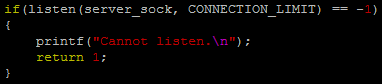 if(listen(server_sock, CONNECTION_LIMIT) == -1)
{
    printf("Cannot listen.\n");
    return 1;
}